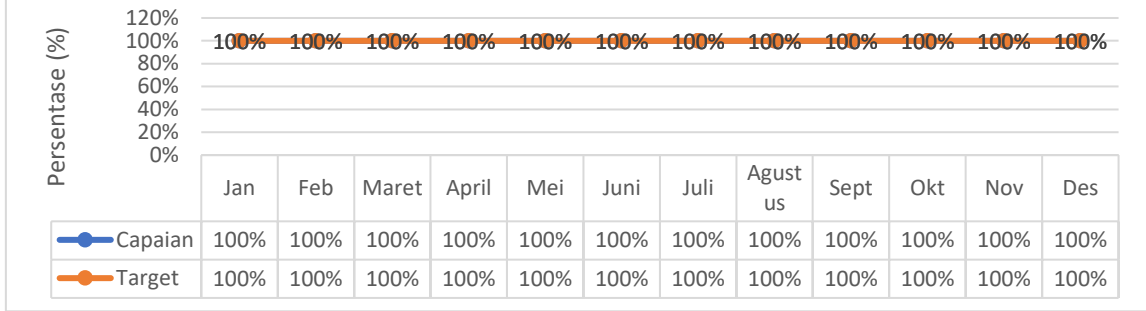 Persentase (%)
120%
100%
80%
60%
40%
20%
0%
100% 100% 100% 100% 100% 100% 100% 100% 100% 100% 100% 100%
Jan Feb Maret April Mei Juni Juli Agust us Sept Okt Nov Des
Capaian 100% 100% 100% 100% 100% 100% 100% 100% 100% 100% 100% 100%
Target 100% 100% 100% 100% 100% 100% 100% 100% 100% 100% 100% 100%